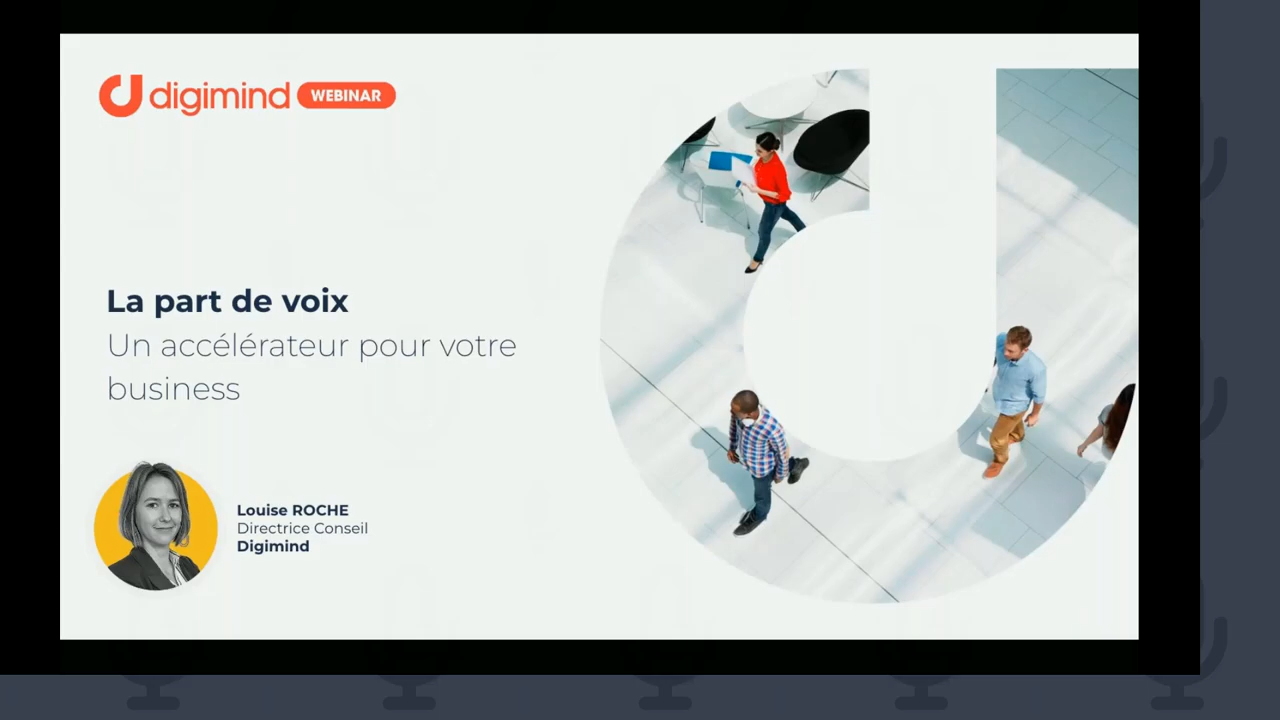 digimind WEBINAR
La part de voix
Un accélérateur pour votre
business
Louise ROCHE
Directrice Conseil
Digimind